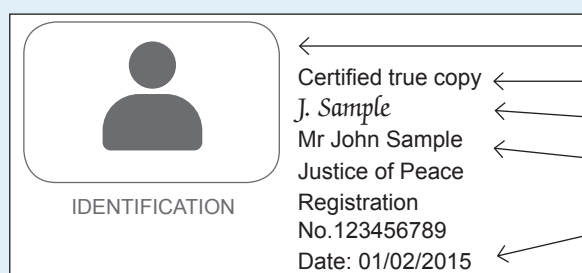 IDENTIFICATION
Certified true copy
J. Sample
Mr John Sample
Justice of Peace
Registration
No.123456789
Date: 01/02/2015